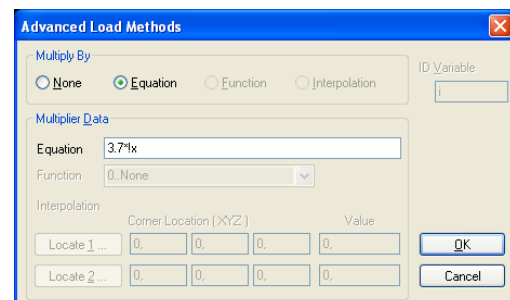 Advanced Load Methods
Multiply By
None Equation Function Interpolation
ID Variable
i
Multiplier Data
Equation 3.7*!x
Function 0..None
Interpolation
Corner Location ( XYZ ) Value
Locate 1 ... 0, 0, 0, 0,
OK
Locate 2 ... 0, 0, 0, 0,
Cancel